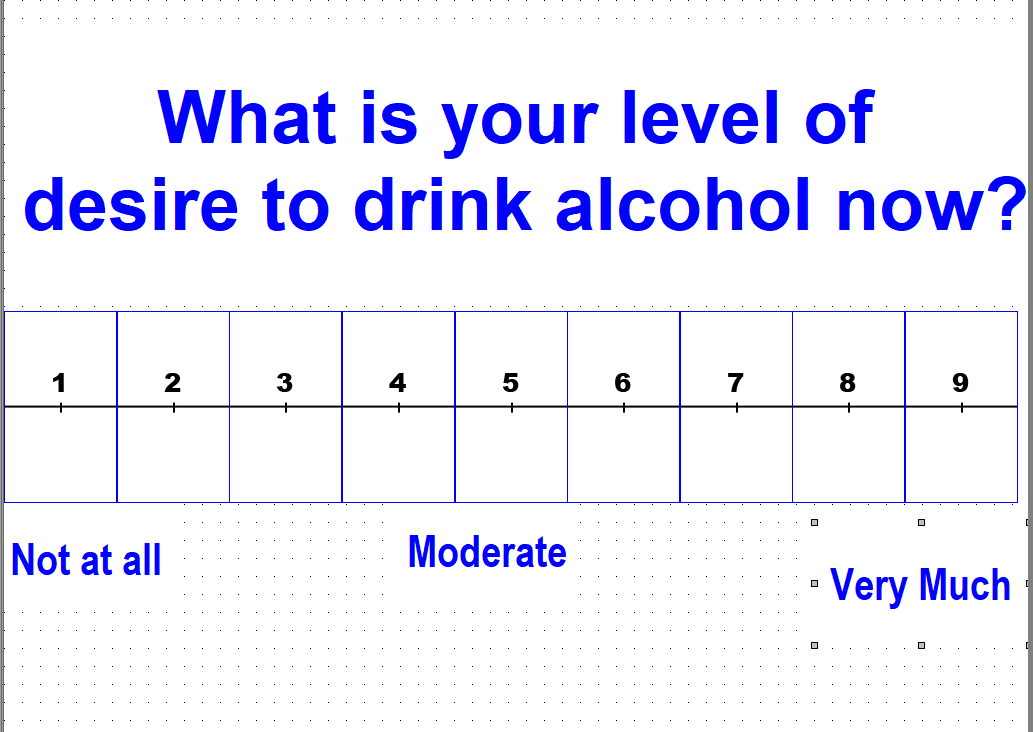 What is your level of
desire to drink alcohol now?
1 2 3 4 5 6 7 8 9
Not at all Moderate Very Much